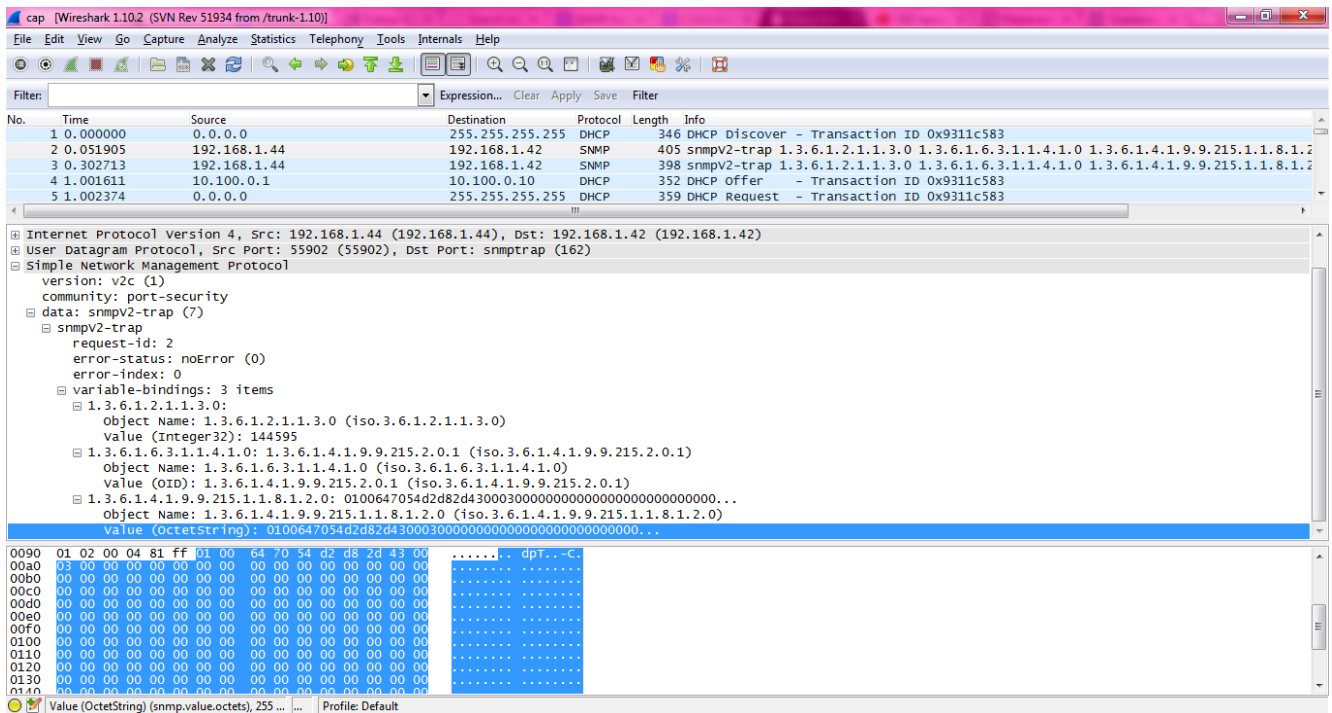 cap [Wireshark 1.10.2 (SVN Rev 51934 from /trunk-1.10)]
File Edit View Go Capture Analyze Statistics Telephony Tools Internals Help
Filter: Expression... Clear Apply Save Filter
No. Time Source Destination Protocol Length Info
1 0.000000 0.0.0.0 255.255.255.255 DHCP 346 DHCP Discover - Transaction ID 0x9311c583
2 0.051905 192.168.1.44 192.168.1.42 SNMP 405 snmpV2-trap 1.3.6.1.2.1.1.3.0 1.3.6.1.6.3.1.1.4.1.0 1.3.6.1.4.1.9.9.215.1.1.8.1.2
3 0.302713 192.168.1.44 192.168.1.42 SNMP 398 snmpV2-trap 1.3.6.1.2.1.1.3.0 1.3.6.1.6.3.1.1.4.1.0 1.3.6.1.4.1.9.9.215.1.1.8.1.2
4 1.001611 10.100.0.1 10.100.0.10 DHCP 352 DHCP Offer - Transaction ID 0x9311c583
5 1.002374 0.0.0.0 255.255.255.255 DHCP 359 DHCP Request - Transaction ID 0x9311c583
Internet Protocol Version 4, Src: 192.168.1.44 (192.168.1.44), Dst: 192.168.1.42 (192.168.1.42)
User Datagram Protocol, Src Port: 55902 (55902), Dst Port: snmptrap (162)
Simple Network Management Protocol
version: v2c (1)
community: port-security
data: snmpV2-trap (7)
snmpV2-trap
request-id: 2
error-status: noError (0)
error-index: 0
variable-bindings: 3 items
1.3.6.1.2.1.1.3.0:
Object Name: 1.3.6.1.2.1.1.3.0 (iso.3.6.1.2.1.1.3.0)
Value (Integer32): 144595
1.3.6.1.6.3.1.1.4.1.0: 1.3.6.1.4.1.9.9.215.2.0.1 (iso.3.6.1.4.1.9.9.215.2.0.1)
Object Name: 1.3.6.1.6.3.1.1.4.1.0 (iso.3.6.1.6.3.1.1.4.1.0)
Value (OID): 1.3.6.1.4.1.9.9.215.2.0.1 (iso.3.6.1.4.1.9.9.215.2.0.1)
1.3.6.1.4.1.9.9.215.1.1.8.1.2.0: 0100647054d2d82d43000300000000000000000000000000...
Object Name: 1.3.6.1.4.1.9.9.215.1.1.8.1.2.0 (iso.3.6.1.4.1.9.9.215.1.1.8.1.2.0)
Value (OctetString): 0100647054d2d82d43000300000000000000000000000000...
0090 01 02 00 04 81 ff 01 00 64 70 54 d2 d8 2d 43 00 ........ dpT..-C.
00a0 03 00 00 00 00 00 00 00 00 00 00 00 00 00 00 00 ........ ........
00b0 00 00 00 00 00 00 00 00 00 00 00 00 00 00 00 00 ........ ........
00c0 00 00 00 00 00 00 00 00 00 00 00 00 00 00 00 00 ........ ........
00d0 00 00 00 00 00 00 00 00 00 00 00 00 00 00 00 00 ........ ........
00e0 00 00 00 00 00 00 00 00 00 00 00 00 00 00 00 00 ........ ........
00f0 00 00 00 00 00 00 00 00 00 00 00 00 00 00 00 00 ........ ........
0100 00 00 00 00 00 00 00 00 00 00 00 00 00 00 00 00 ........ ........
0110 00 00 00 00 00 00 00 00 00 00 00 00 00 00 00 00 ........ ........
0120 00 00 00 00 00 00 00 00 00 00 00 00 00 00 00 00 ........ ........
0130 00 00 00 00 00 00 00 00 00 00 00 00 00 00 00 00 ........ ........
0140 00 00 00 00 00 00 00 00 00 00 00 00 00 00 00 00 ........ ........
Value (OctetString) (snmp.value.octets), 255 ... ... Profile: Default